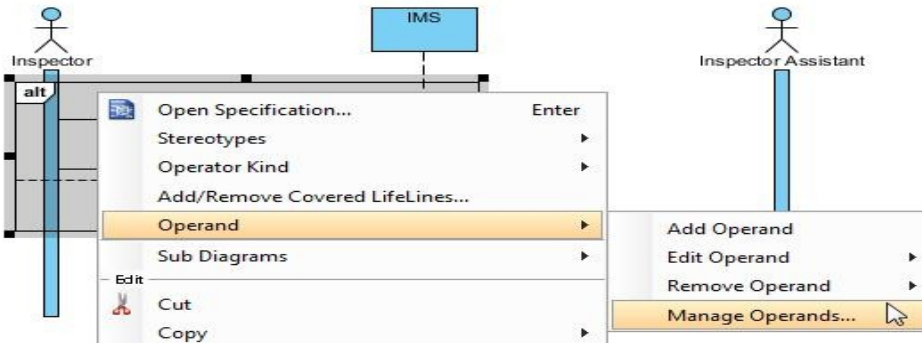 IMS
Inspector
Inspector Assistant
alt
Open Specification... Enter
Stereotypes
Operator Kind
Add/Remove Covered LifeLines...
Operand
Sub Diagrams
Edit
Cut
Copy
Add Operand
Edit Operand
Remove Operand
Manage Operands...